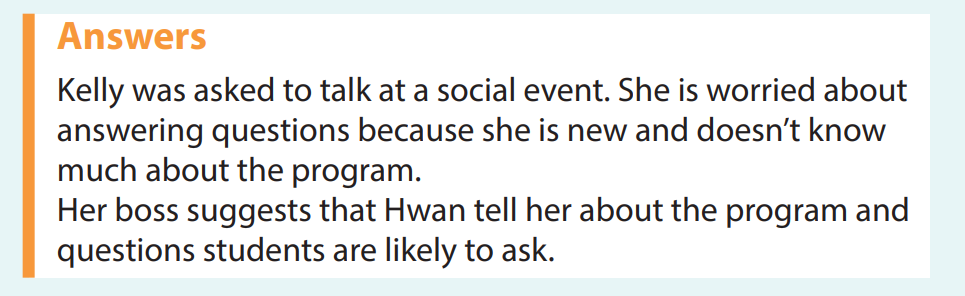 Answers
Kelly was asked to talk at a social event. She is worried about
answering questions because she is new and doesn’t know
much about the program.
Her boss suggests that Hwan tell her about the program and
questions students are likely to ask.